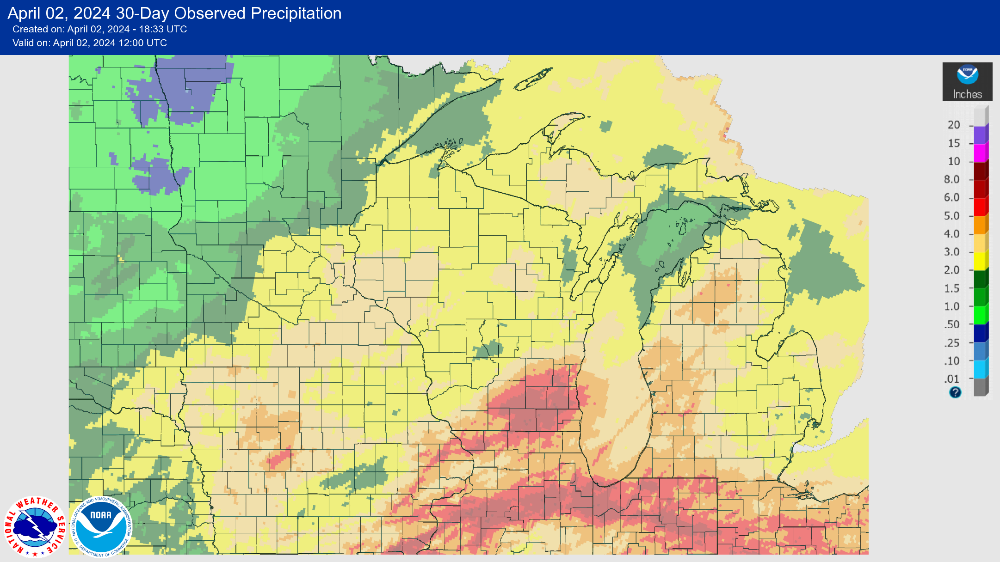 April 02, 2024 30-Day Observed Precipitation
Created on: April 02, 2024 - 18:33 UTC
Valid on: April 02, 2024 12:00 UTC
NOAA
Inches
20
15
10
8.0
6.0
5.0
4.0
3.0
2.0
1.5
1.0
.50
.25
.10
.01
?
NATIONAL WEATHER SERVICE
NATIONAL OCEANIC AND ATMOSPHERIC ADMINISTRATION
NOAA
U.S. DEPARTMENT OF COMMERCE